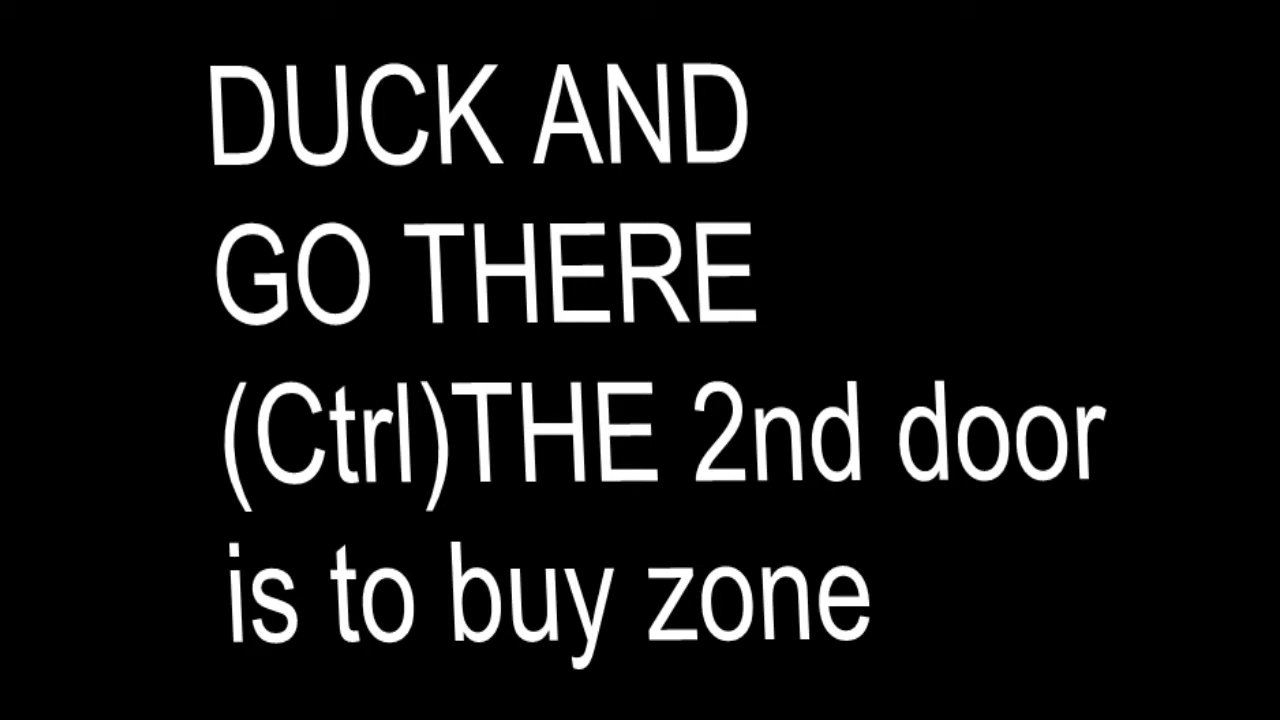 DUCK AND
GO THERE
(Ctrl)THE 2nd door
is to buy zone